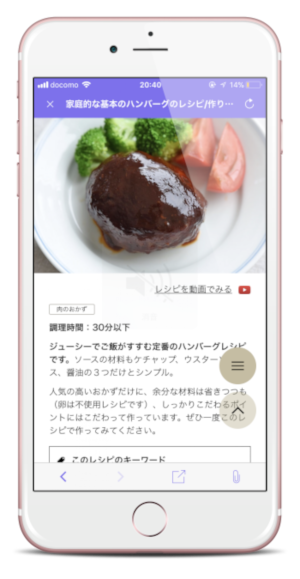 docomo 20:40 14%
家庭的な基本のハンバーグのレシピ/作り…
レシピを動画でみる
肉のおかず
調理時間：30分以下
ジューシーでご飯がすすむ定番のハンバーグレシピ
です。ソースの材料もケチャップ、ウスターソー
ス、醤油の3つだけとシンプル。
人気の高いおかずだけに、余分な材料は省きつつも
（卵は不使用レシピです）、しっかりこだわるポイ
ントにはこだわって作っています。ぜひ一度このレシ
ピで作ってみてください。
このレシピのキーワード